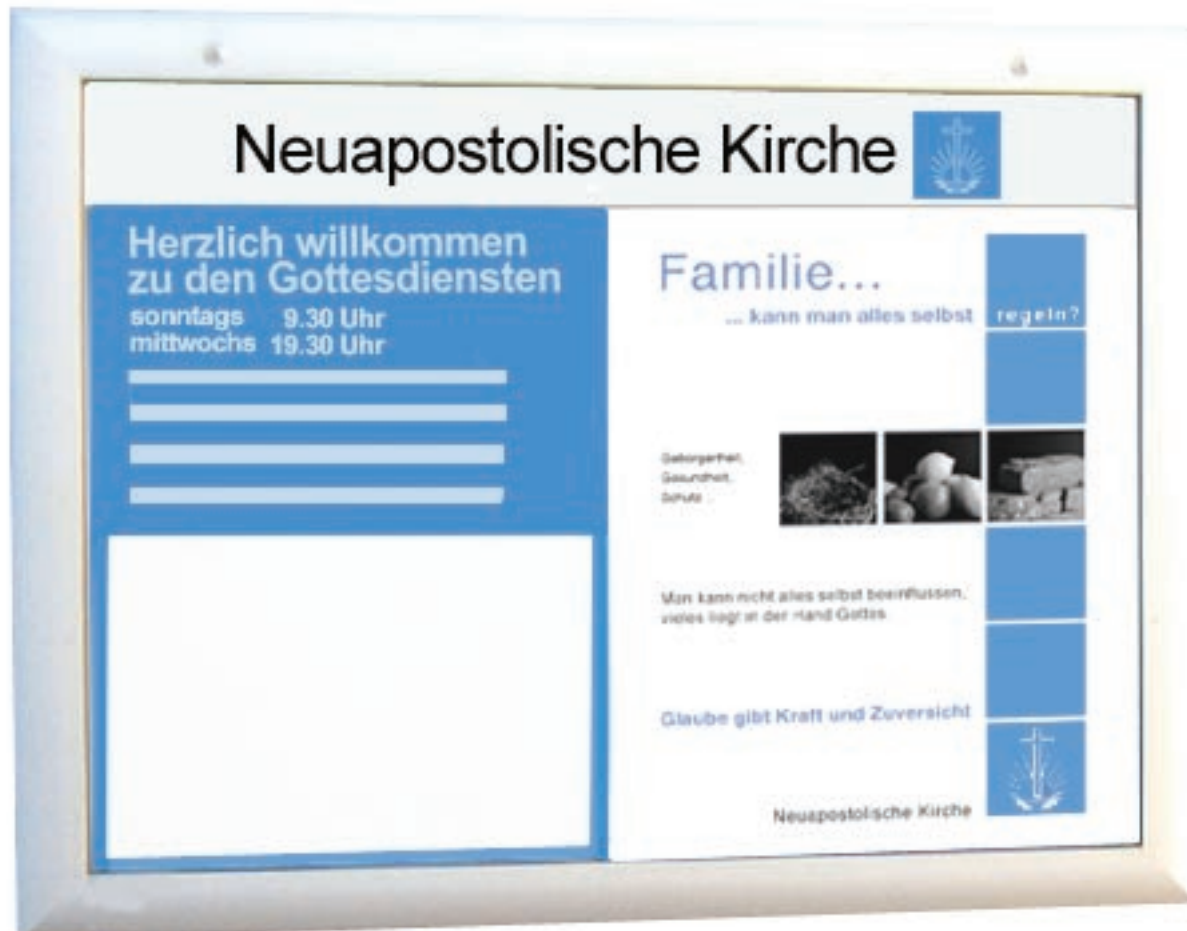 Neuapostolische Kirche
Herzlich willkommen
zu den Gottesdiensten
sonntags 9.30 Uhr
mittwochs 19.30 Uhr
Familie...
... kann man alles selbst regeln?
Geborgenheit,
Gesundheit,
Schutz
Man kann nicht alles selbst beeinflussen,
vieles liegt in der Hand Gottes
Glaube gibt Kraft und Zuversicht
Neuapostolische Kirche